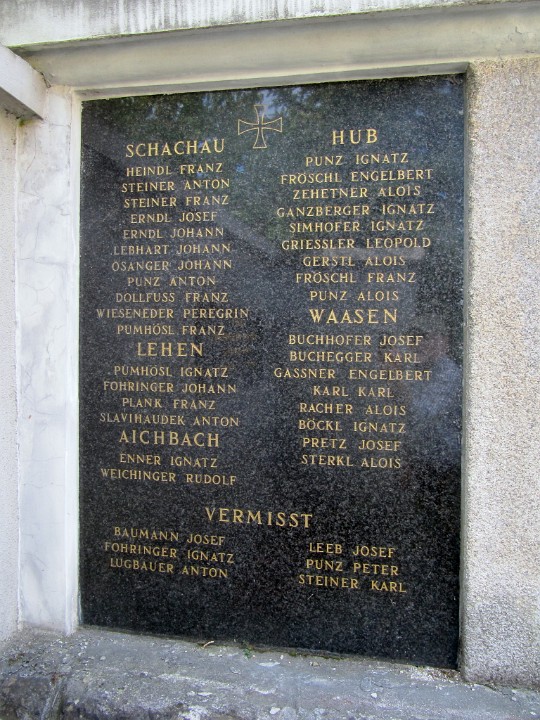 SCHACHAU
HEINDL FRANZ
STEINER ANTON
STEINER FRANZ
ERNDL JOSEF
ERNDL JOHANN
LEBHART JOHANN
ÖSANGER JOHANN
PUNZ ANTON
DOLLFUSS FRANZ
WIESENEDER PEREGRIN
PUMHÖSL FRANZ
LEHEN
PUMHÖSL IGNATZ
FOHRINGER JOHANN
PLANK FRANZ
SLAVIHAUDEK ANTON
AICHBACH
ENNER IGNATZ
WEICHINGER RUDOLF
HUB
PUNZ IGNATZ
FRÖSCHL ENGELBERT
ZEHETNER ALOIS
GANZBERGER IGNATZ
SIMHOFER IGNATZ
GRIESSLER LEOPOLD
GERSTL ALOIS
FRÖSCHL FRANZ
PUNZ ALOIS
WAASEN
BUCHHOFER JOSEF
BUCHEGGER KARL
GASSNER ENGELBERT
KARL KARL
RACHER ALOIS
BÖCKL IGNATZ
PRETZ JOSEF
STERKL ALOIS
VERMISST
BAUMANN JOSEF
FOHRINGER IGNATZ
LUGBAUER ANTON
LEEB JOSEF
PUNZ PETER
STEINER KARL